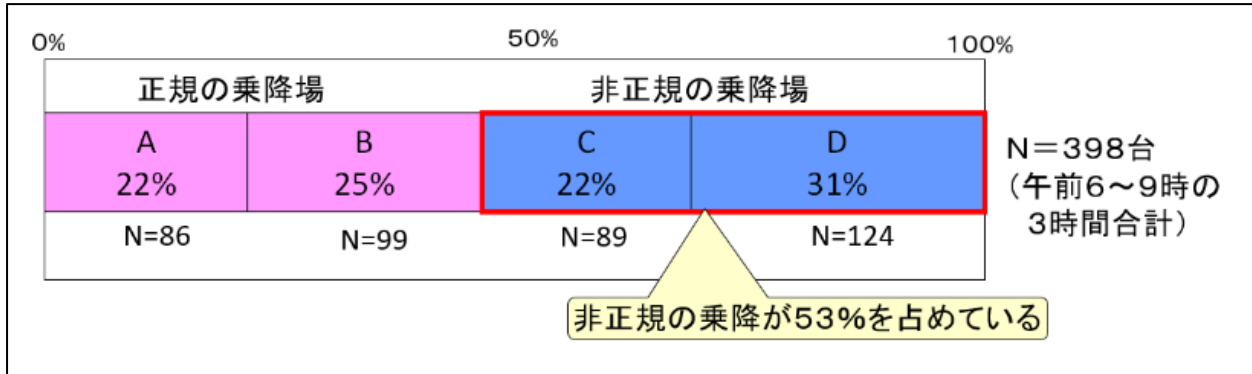 0% 50% 100%
正規の乗降場 非正規の乗降場
A B C D
22% 25% 22% 31%
N=86 N=99 N=89 N=124
N＝398台
（午前6～9時の
3時間合計）
非正規の乗降が53%を占めている